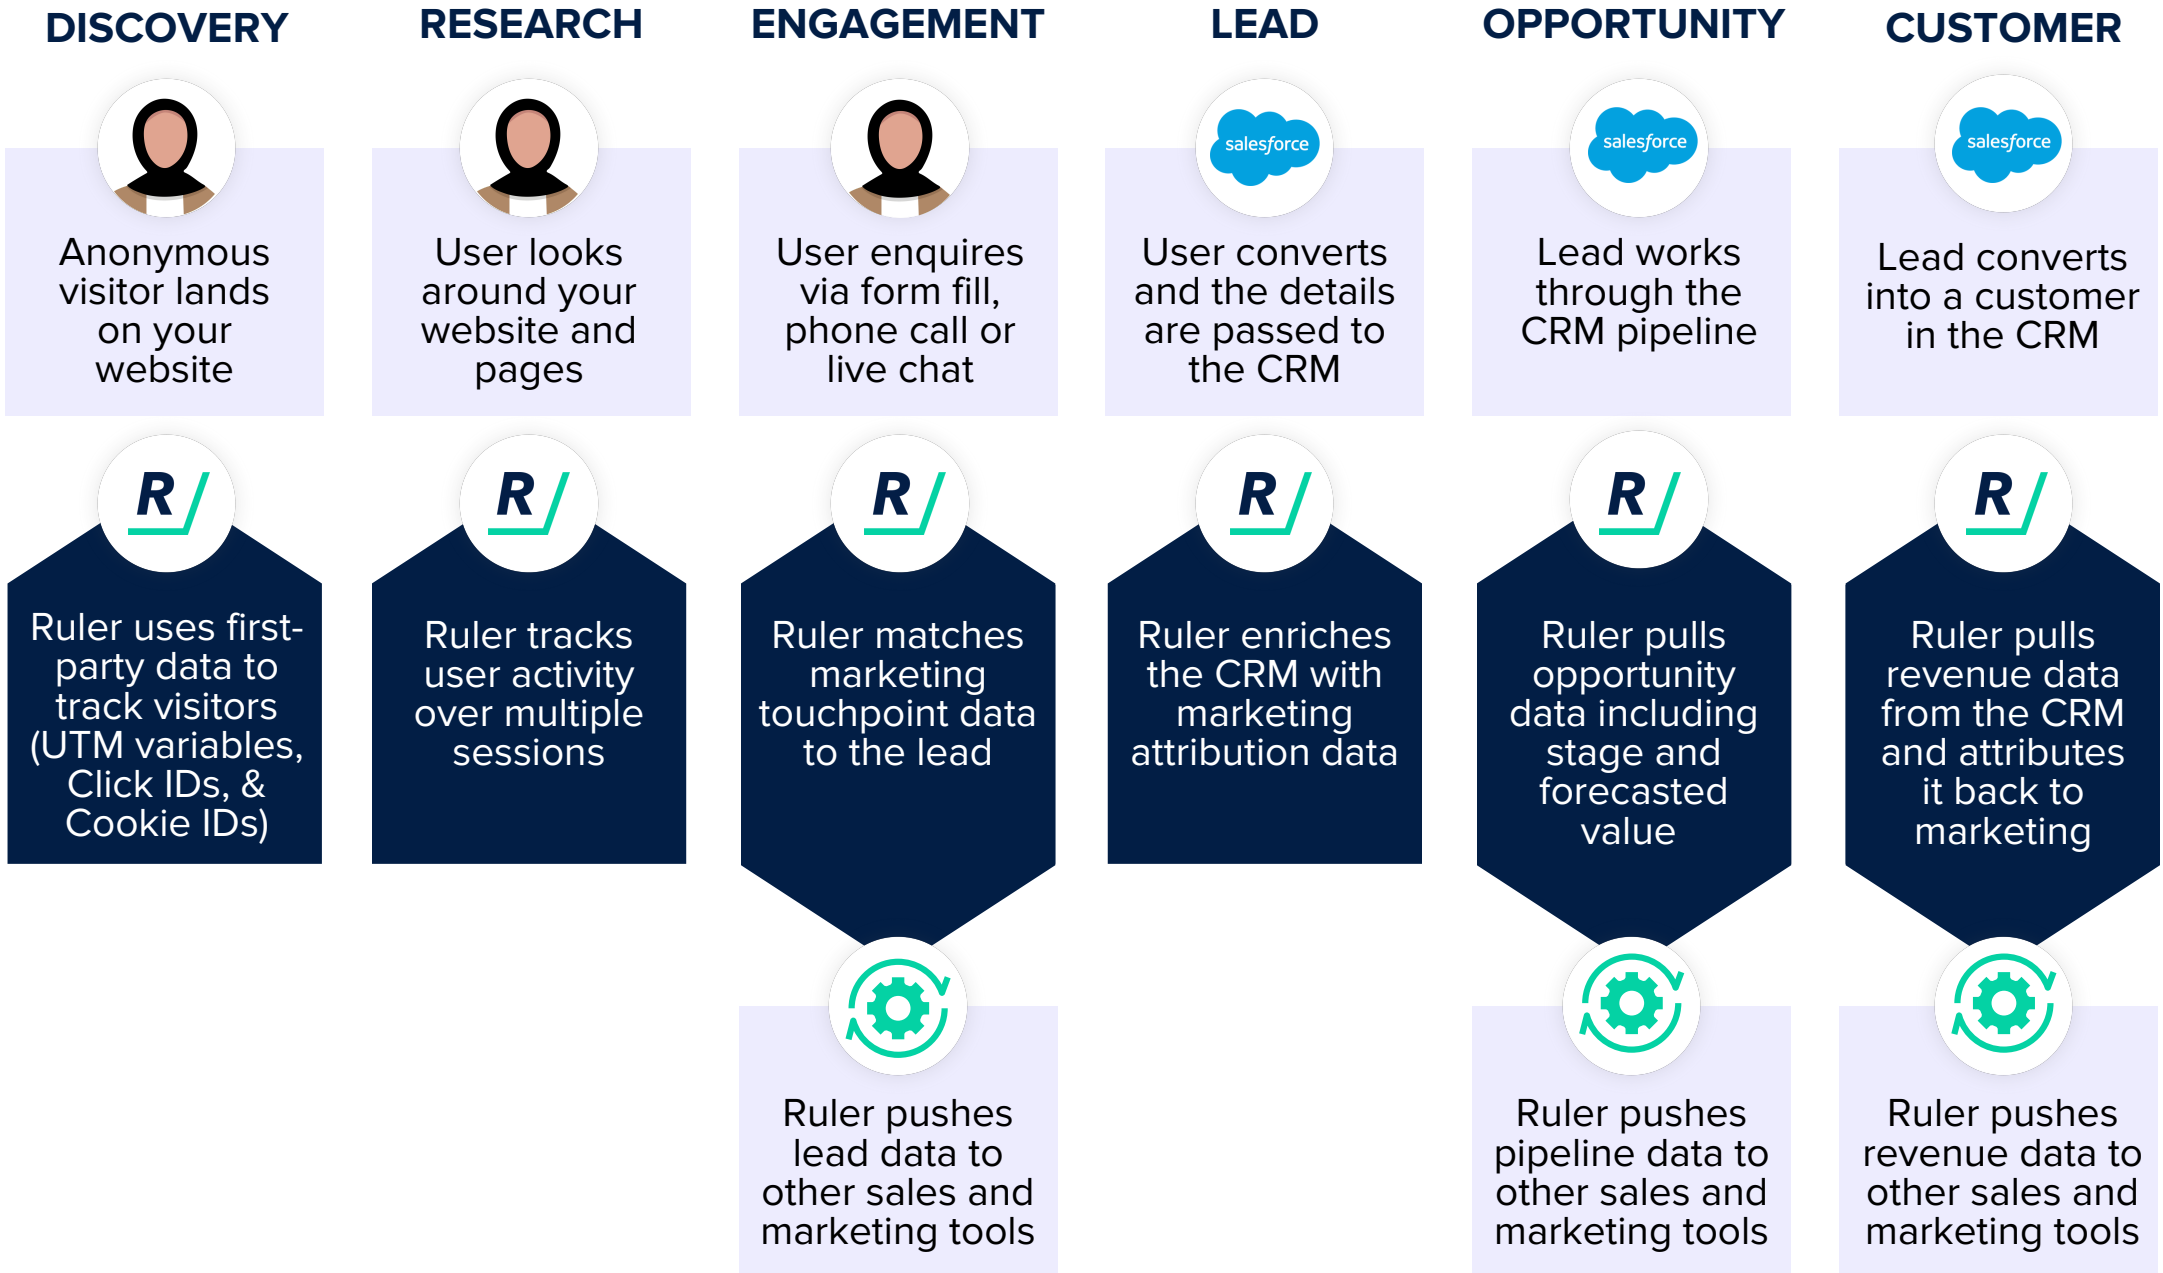 DISCOVERY
RESEARCH
ENGAGEMENT
LEAD
OPPORTUNITY
CUSTOMER
Anonymous
visitor lands
on your
website
User looks
around your
website and
pages
User enquires
via form fill,
phone call or
live chat
salesforce
User converts
and the details
are passed to
the CRM
salesforce
Lead works
through the
CRM pipeline
salesforce
Lead converts
into a customer
in the CRM
R
Ruler uses first-
party data to
track visitors
(UTM variables,
Click IDs, &
Cookie IDs)
R
Ruler tracks
user activity
over multiple
sessions
R
Ruler matches
marketing
touchpoint data
to the lead
R
Ruler enriches
the CRM with
marketing
attribution data
R
Ruler pulls
opportunity
data including
stage and
forecasted
value
R
Ruler pulls
revenue data
from the CRM
and attributes
it back to
marketing
Ruler pushes
lead data to
other sales and
marketing tools
Ruler pushes
pipeline data to
other sales and
marketing tools
Ruler pushes
revenue data to
other sales and
marketing tools